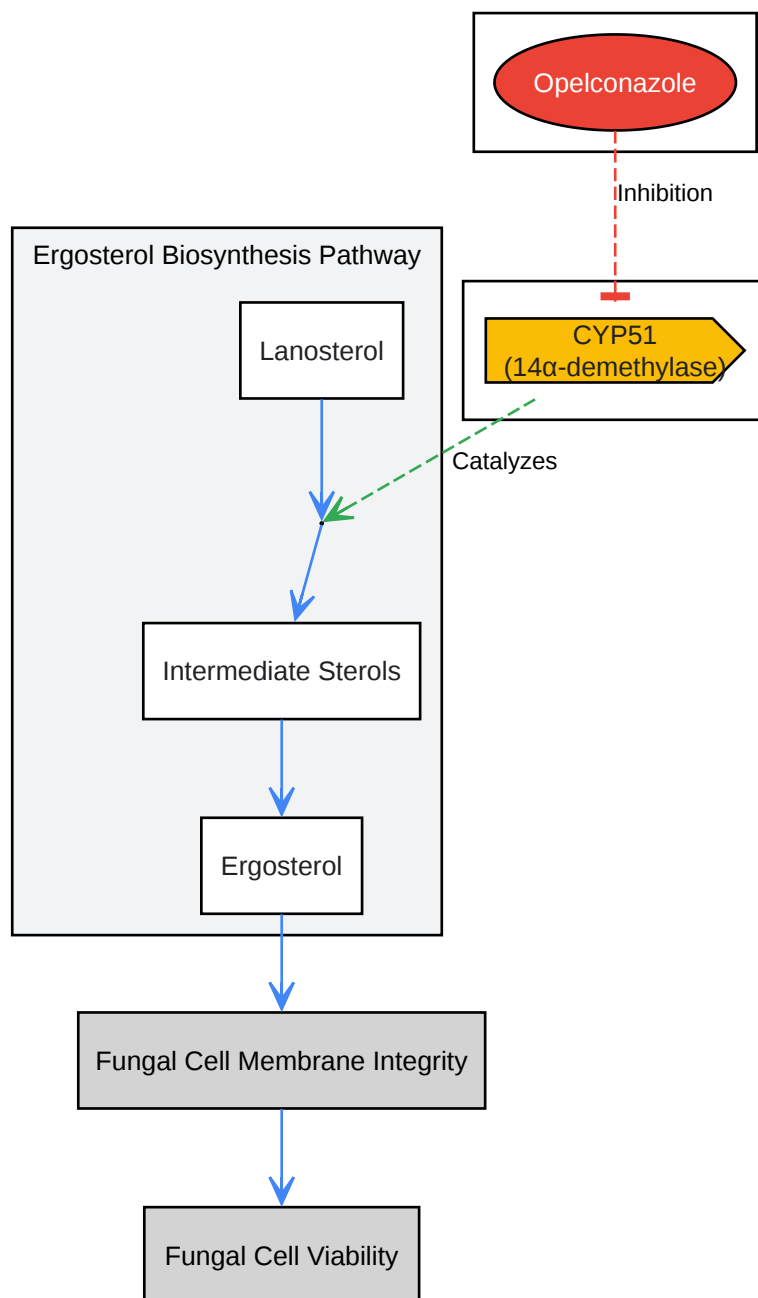 Opelconazole
Inhibition
Ergosterol Biosynthesis Pathway
CYP51
(14α-demethylase)
Lanosterol
Catalyzes
Intermediate Sterols
Ergosterol
Fungal Cell Membrane Integrity
Fungal Cell Viability